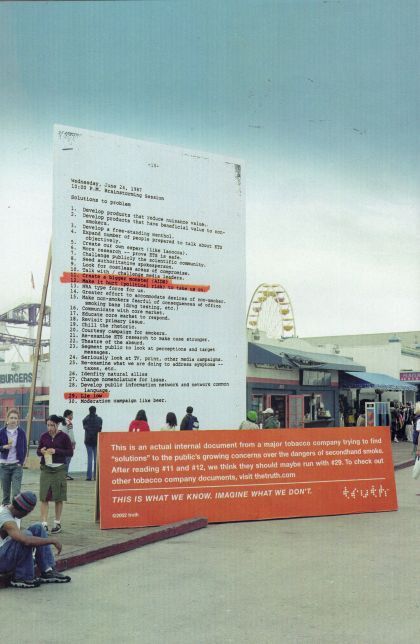 -18-
Wednesday, June 24, 1987
10:00 P.M. Brainstorming Session
Solutions to problem
1. Develop products that reduce nuisance value.
2. Develop products that have beneficial value to non-
smokers.
3. Develop a free-standing menthol.
4. Expand number of people prepared to talk about ETS
objectively.
5. Create our own expert (like Iacocca).
6. More research -- prove ETS is safe.
7. Challenge publicly the scientific community.
8. Seek authoritative spokesperson.
9. Look for countless areas of compromise.
10. Talk with / challenge media leaders.
11. Create a bigger monster (AIDS)
12. Make it hurt (political risk) to take us on.
13. NRA type force for us.
14. Greater effort to accommodate desires of non-smoker.
15. Make non-smokers fearful of consequences of office
smoking bans (drug testing, etc.)
16. Communicate with core market.
17. Educate core market to respond.
18. Revisit primary issue.
19. Chill the rhetoric.
20. Courtesy campaign for smokers.
21. Re-examine ETS research to make case stronger.
22. Theatre of the absurd.
23. Segment public to look at perceptions and target
messages.
24. Seriously look at TV, print, other media campaigns.
25. Re-examine what we are doing to address symptoms --
taxes, etc.
26. Identify natural allies
27. Change nomenclature for issue.
28. Develop public information network and network common
language.
29. Lie low
30. Moderation campaign like beer.
BURGERS
This is an actual internal document from a major tobacco company trying to find
"solutions" to the public's growing concerns over the dangers of secondhand smoke.
After reading #11 and #12, we think they should maybe run with #29. To check out
other tobacco company documents, visit thetruth.com
THIS IS WHAT WE KNOW. IMAGINE WHAT WE DON'T.
©2002 truth